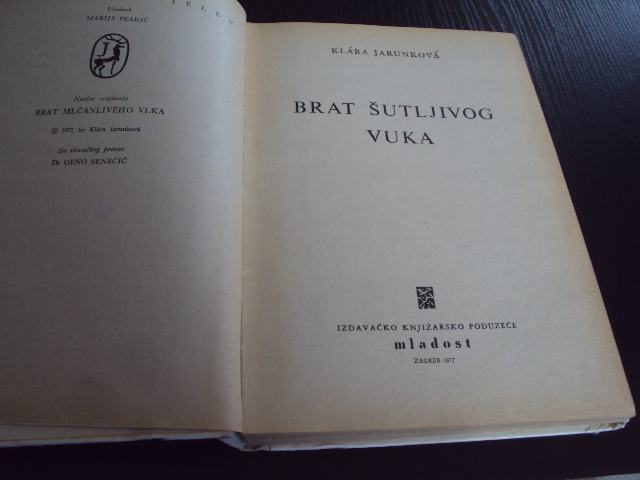 JELEN
Urednik
MARIJA PEAKIĆ
Naslov originala
BRAT MLČANLIVÉHO VLKA
© 1977. by Klára Jarunková
Sa slovačkog preveo
Dr GENO SENEČIĆ
KLÁRA JARUNKOVÁ
BRAT ŠUTLJIVOG
VUKA
IZDAVAČKO KNJIŽARSKO PODUZEĆE
mladost
ZAGREB 1977